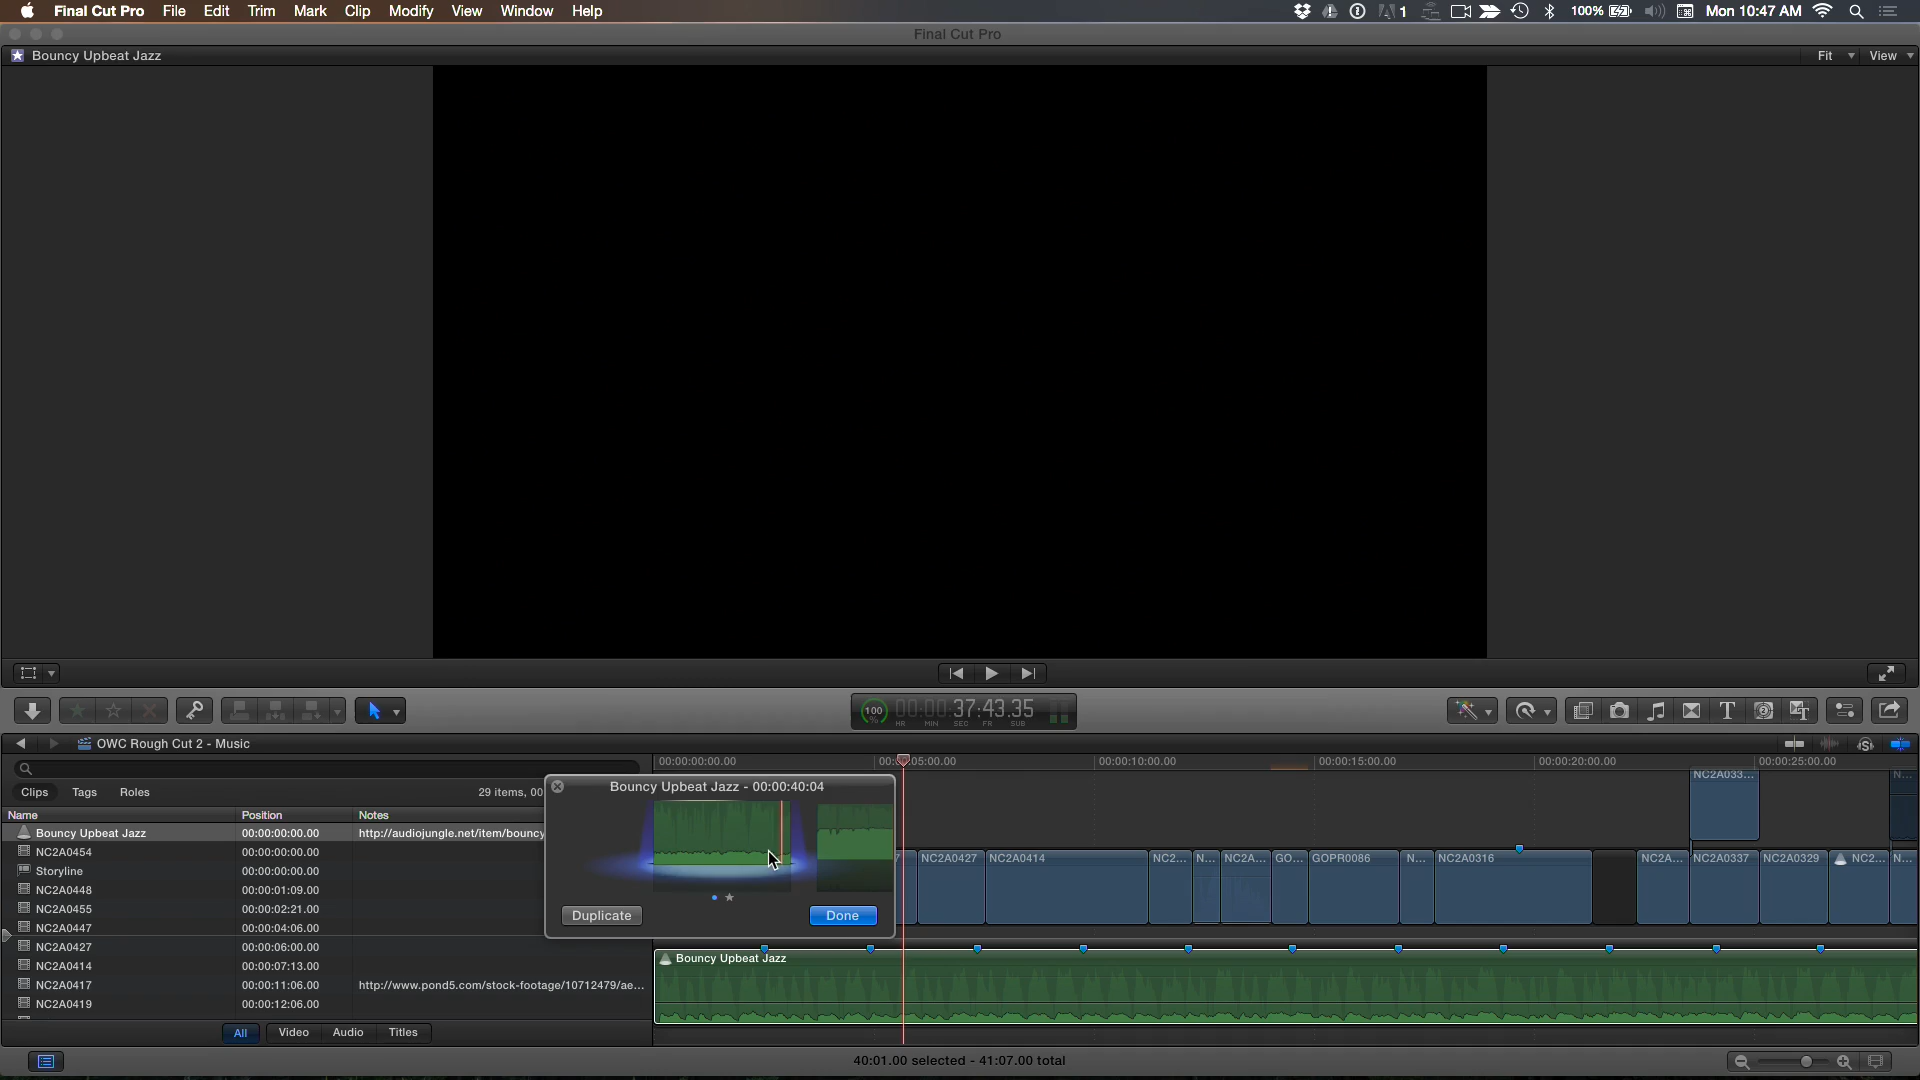 Final Cut Pro File Edit Trim Mark Clip Modify View Window Help 1 100% Mon 10:47 AM
Final Cut Pro
Bouncy Upbeat Jazz Fit View
100 % 00:00:37:43.35
HR MIN SEC FR SUB
OWC Rough Cut 2 - Music
00:00:00:00.00 00:00:05:00.00 00:00:10:00.00 00:00:15:00.00 00:00:20:00.00 00:00:25:00.00
Clips Tags Roles 29 items, 00
Name Position Notes
Bouncy Upbeat Jazz 00:00:00:00.00 http://audiojungle.net/item/bouncy
NC2A0454 00:00:00:00.00
Storyline 00:00:00:00.00
NC2A0448 00:00:01:09.00
NC2A0455 00:00:02:21.00
NC2A0447 00:00:04:06.00
NC2A0427 00:00:06:00.00
NC2A0414 00:00:07:13.00
NC2A0417 00:00:11:06.00 http://www.pond5.com/stock-footage/10712479/ae...
NC2A0419 00:00:12:06.00
All Video Audio Titles
Bouncy Upbeat Jazz - 00:00:40:04
Duplicate Done
NC2A033... N...
7 NC2A0427 NC2A0414 NC2... N... NC2A... GO... GOPR0086 N... NC2A0316 NC2A... NC2A0337 NC2A0329 NC2... N...
Bouncy Upbeat Jazz
40:01.00 selected - 41:07.00 total